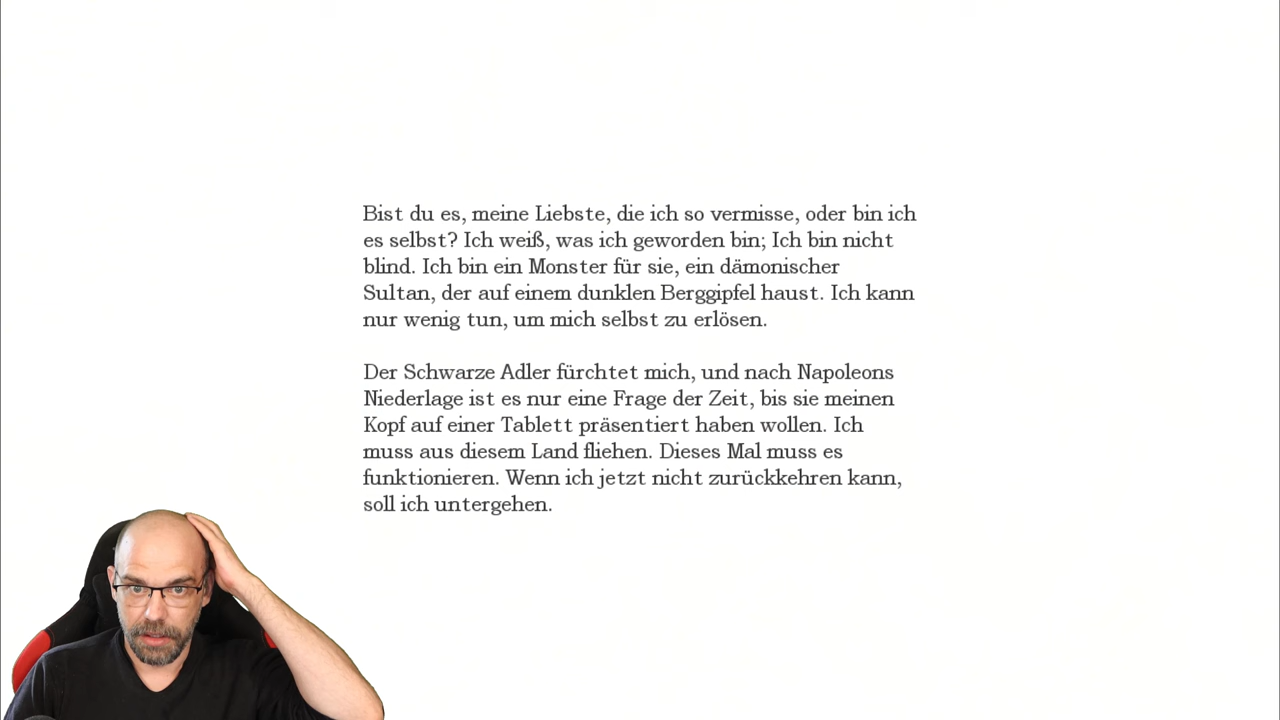 Bist du es, meine Liebste, die ich so vermisse, oder bin ich
es selbst? Ich weiß, was ich geworden bin; Ich bin nicht
blind. Ich bin ein Monster für sie, ein dämonischer
Sultan, der auf einem dunklen Berggipfel haust. Ich kann
nur wenig tun, um mich selbst zu erlösen.
Der Schwarze Adler fürchtet mich, und nach Napoleons
Niederlage ist es nur eine Frage der Zeit, bis sie meinen
Kopf auf einer Tablett präsentiert haben wollen. Ich
muss aus diesem Land fliehen. Dieses Mal muss es
funktionieren. Wenn ich jetzt nicht zurückkehren kann,
soll ich untergehen.